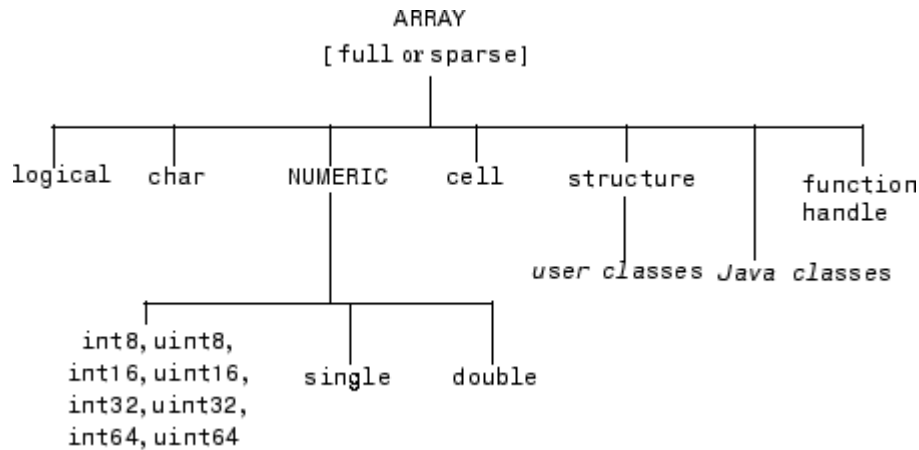 ARRAY
[full or sparse]
logical char NUMERIC cell structure function
handle
user classes Java classes
int8, uint8,
int16, uint16, single double
int32, uint32,
int64, uint64